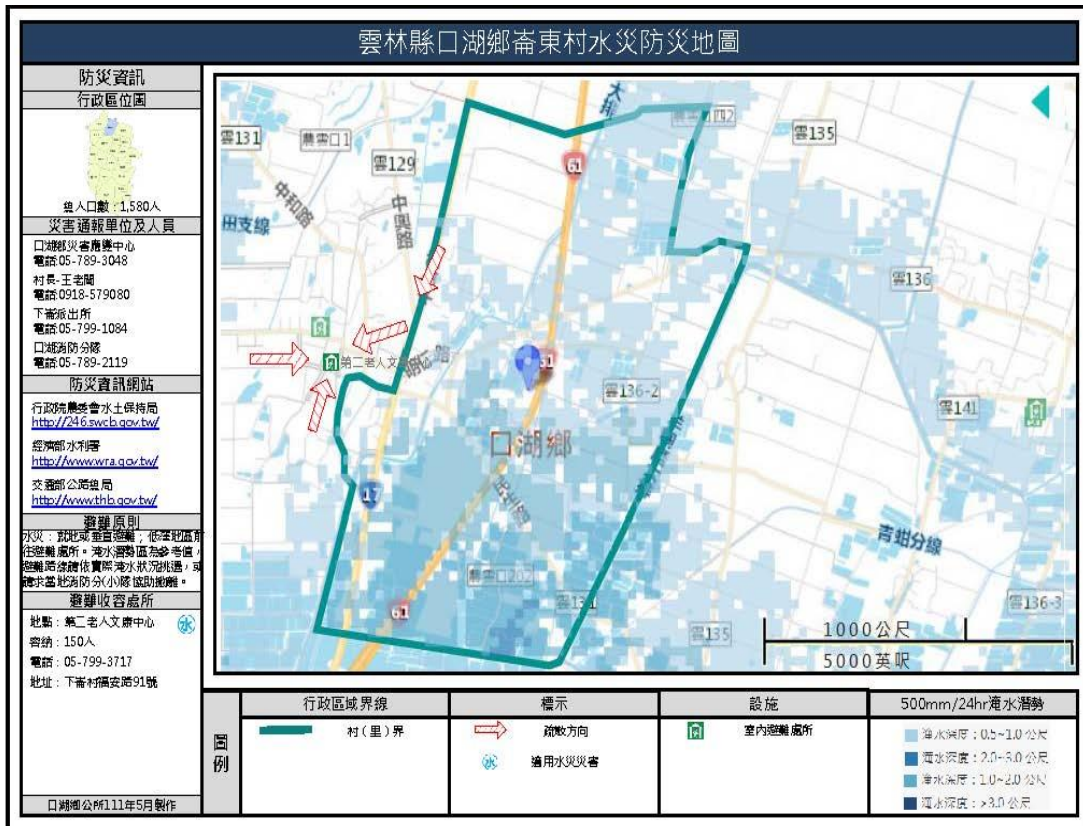 雲林縣口湖鄉崙東村水災防災地圖
防災資訊
行政區位圖
總人口數：1,580人
災害通報單位及人員
口湖鄉災害應變中心
電話:05-789-3048
村長-王老闆
電話:0918-579080
下崙派出所
電話:05-799-1084
口湖消防分隊
電話:05-789-2119
防災資訊網站
行政院農委會水土保持局
http://246.swcb.gov.tw/
經濟部水利署
http://www.wra.gov.tw/
交通部公路總局
http://www.thb.gov.tw/
避難原則
水災：就地或垂直避難；低窪地區前
往避難處所。淹水潛勢區為參考值，
避難路線請依實際淹水狀況挑選，或
請求當地消防分(小)隊協助撤離。
避難收容處所
地點：第二老人文康中心
水
容納：150人
電話：05-799-3717
地址：下崙村福安路91號
口湖鄉公所111年5月製作
大排
農雲口四2
雲131
農雲口1
雲135
61
雲129
中和路
中興路
田支線
雲136
第二老人文
61
雲136-2
雲141
口湖鄉
17
青蚶分線
農雲口202
雲131
61
雲135
雲136-3
1000公尺
5000英呎
圖例
行政區域界線
標示
設施
500mm/24hr淹水潛勢
村(里)界
疏散方向
室內避難處所
水
適用水災災害
淹水深度：0.5~1.0 公尺
淹水深度：2.0~3.0 公尺
淹水深度：1.0~2.0 公尺
淹水深度：>3.0 公尺